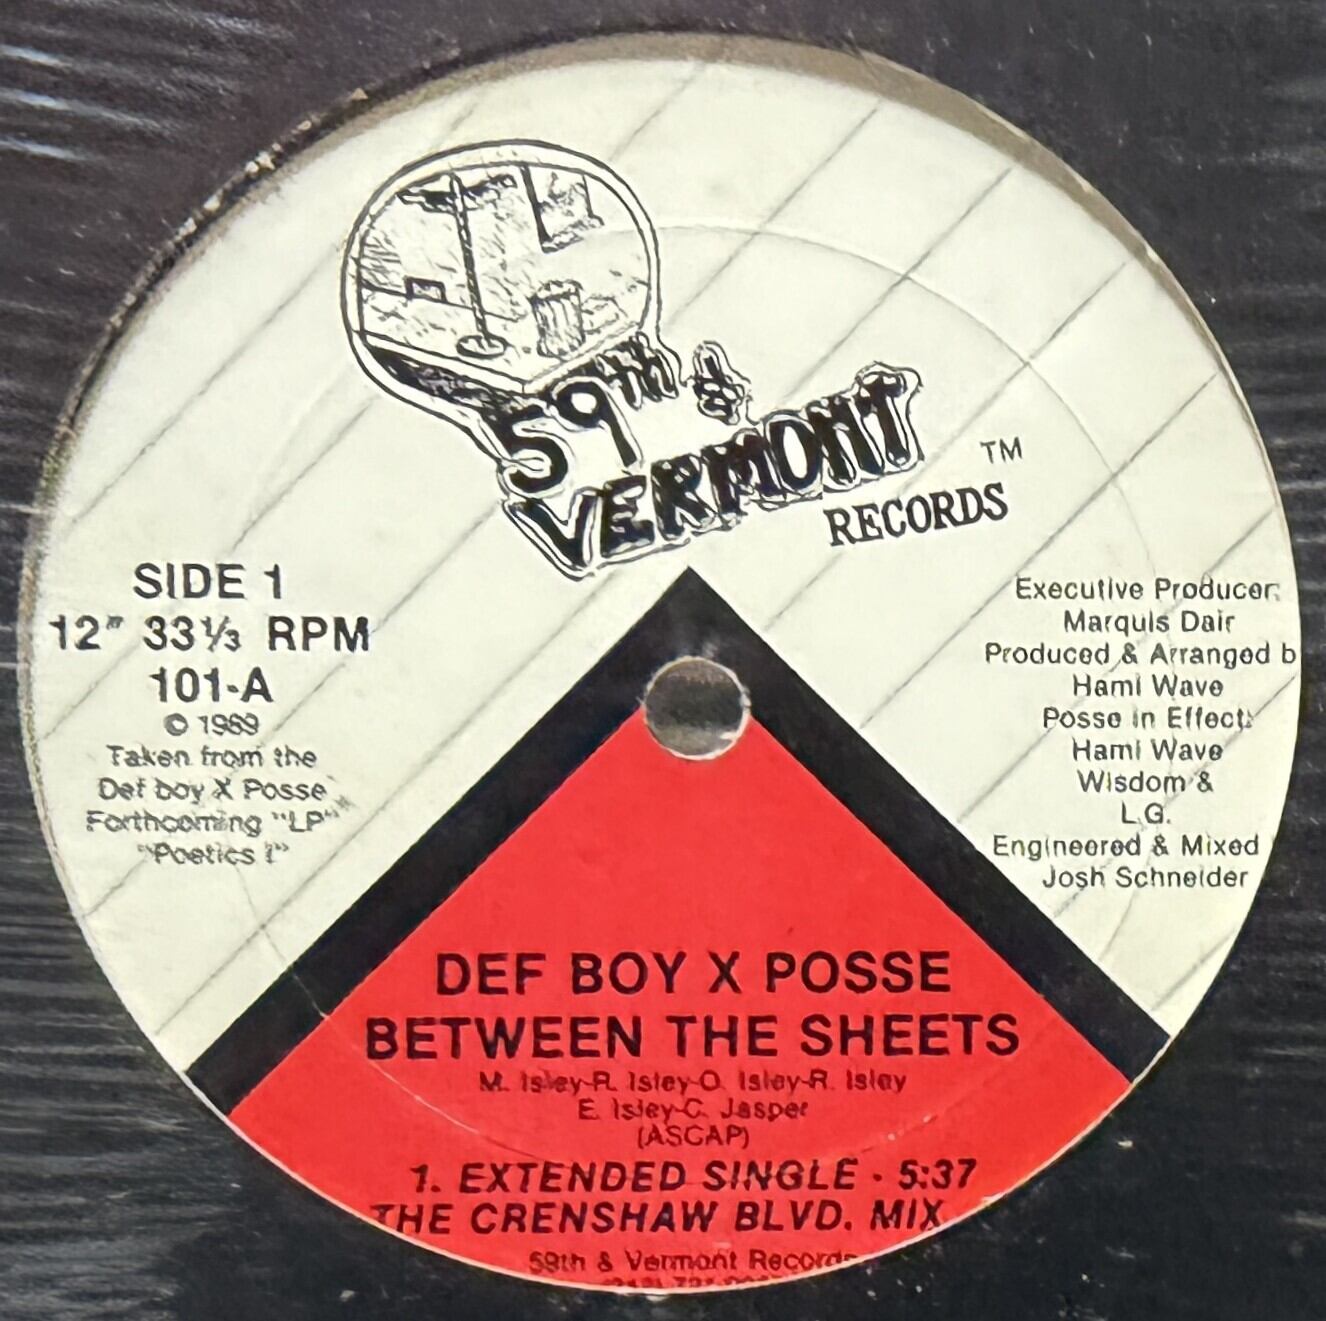 59th &
VERMONT
RECORDS
TM
SIDE 1
12" 33 1/3 RPM
101-A
© 1989
Taken from the
Def boy X Posse
Forthcoming "LP"
"Poetics I"
Executive Producer:
Marquis Dair
Produced & Arranged b
Hami Wave
Posse in Effect:
Hami Wave
Wisdom &
L.G.
Engineered & Mixed
Josh Schneider
DEF BOY X POSSE
BETWEEN THE SHEETS
M. Isley-R. Isley-O. Isley-R. Isley
E. Isley-C. Jasper
(ASCAP)
1. EXTENDED SINGLE - 5:37
THE CRENSHAW BLVD. MIX
59th & Vermont Records